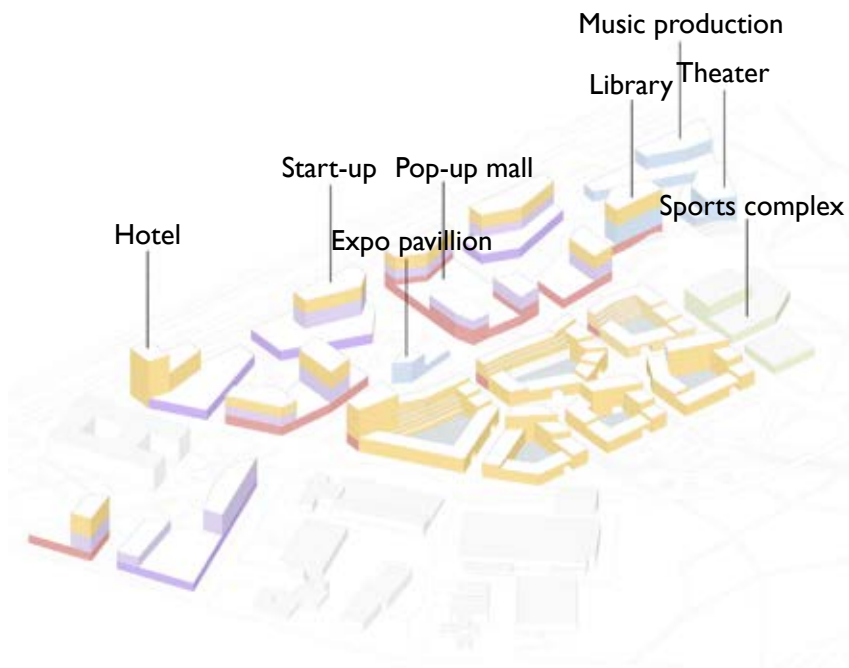 Music production
Library
Theater
Start-up
Pop-up mall
Sports complex
Hotel
Expo pavillion